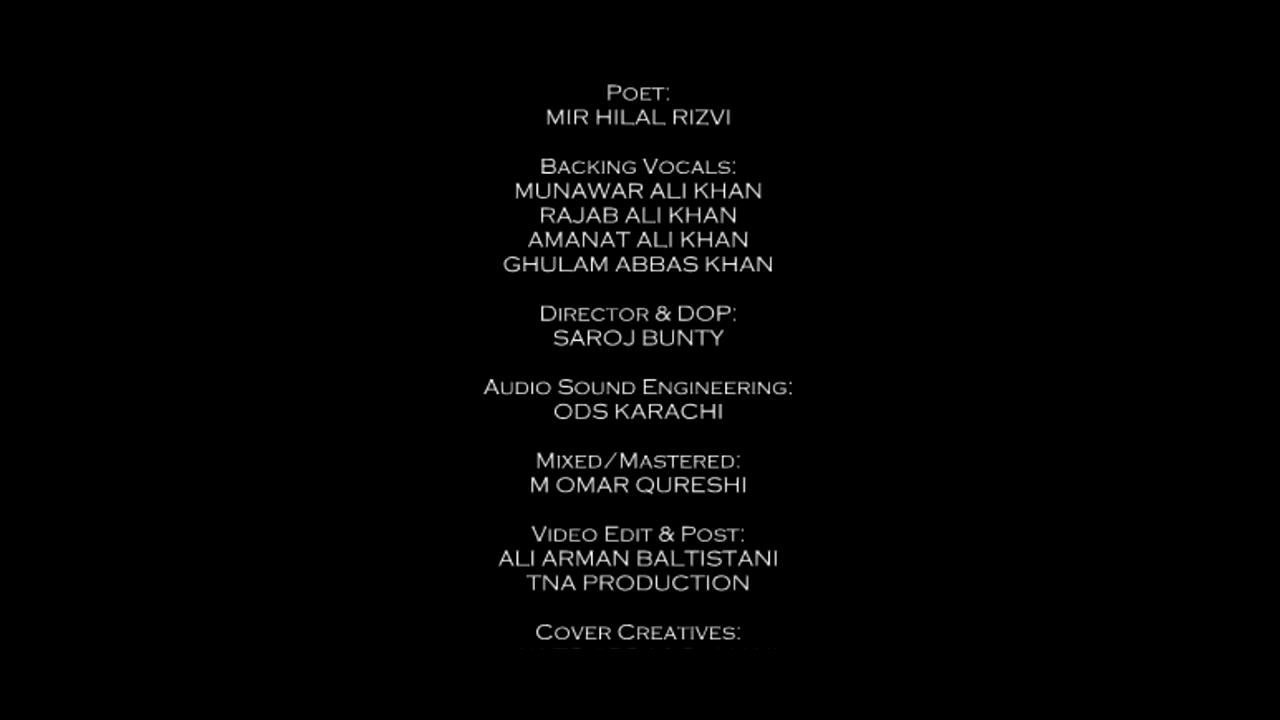 Poet:
MIR HILAL RIZVI
Backing Vocals:
MUNAWAR ALI KHAN
RAJAB ALI KHAN
AMANAT ALI KHAN
GHULAM ABBAS KHAN
Director & DOP:
SAROJ BUNTY
Audio Sound Engineering:
ODS KARACHI
Mixed/Mastered:
M OMAR QURESHI
Video Edit & Post:
ALI ARMAN BALTISTANI
TNA PRODUCTION
Cover Creatives: